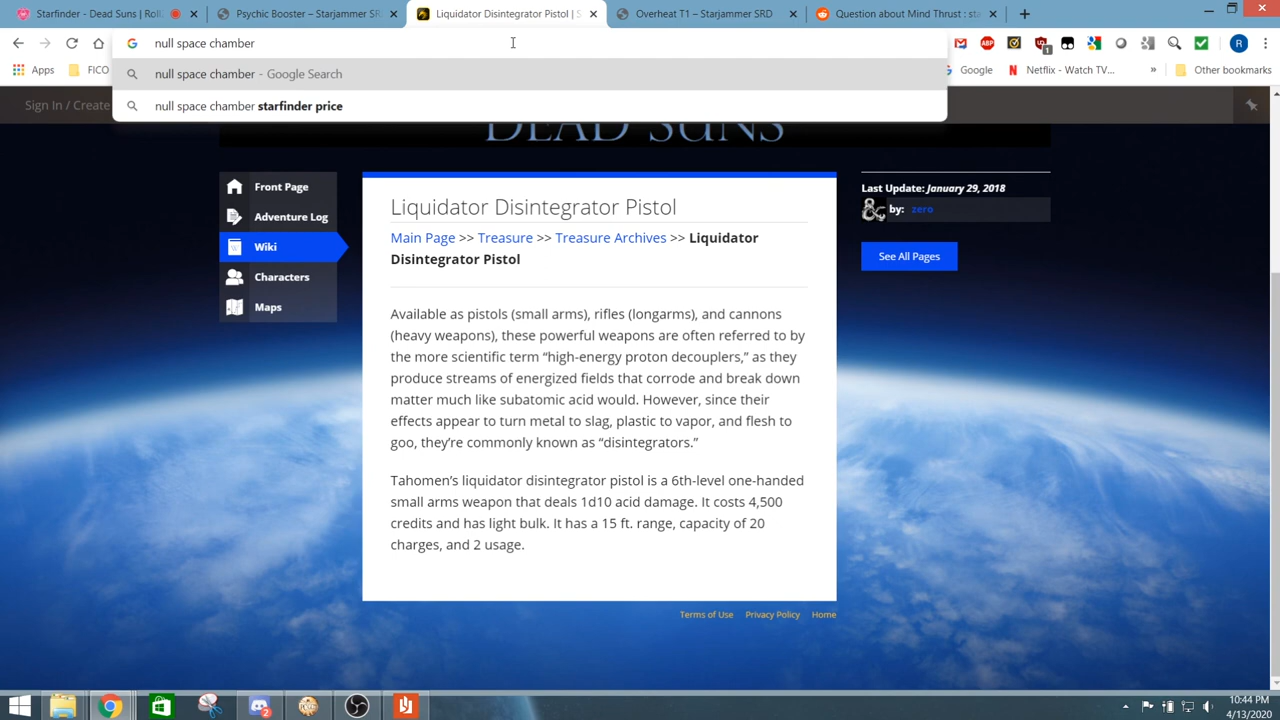 Starfinder - Dead Suns | Roll
Psychic Booster – Starjammer SR
Liquidator Disintegrator Pistol | S
Overheat T1 – Starjammer SRD
Question about Mind Thrust : sta
null space chamber
ABP
1
R
Apps
FICO
Google
Netflix - Watch TV...
»
Other bookmarks
null space chamber - Google Search
null space chamber starfinder price
Sign In / Create
DEAD SUNS
Front Page
Adventure Log
Wiki
Characters
Maps
Liquidator Disintegrator Pistol
Main Page >> Treasure >> Treasure Archives >> Liquidator
Disintegrator Pistol
Available as pistols (small arms), rifles (longarms), and cannons
(heavy weapons), these powerful weapons are often referred to by
the more scientific term “high-energy proton decouplers,” as they
produce streams of energized fields that corrode and break down
matter much like subatomic acid would. However, since their
effects appear to turn metal to slag, plastic to vapor, and flesh to
goo, they’re commonly known as “disintegrators.”
Tahomen’s liquidator disintegrator pistol is a 6th-level one-handed
small arms weapon that deals 1d10 acid damage. It costs 4,500
credits and has light bulk. It has a 15 ft. range, capacity of 20
charges, and 2 usage.
Last Update: January 29, 2018
by: zero
See All Pages
Terms of Use
Privacy Policy
Home
2
10:44 PM
4/13/2020